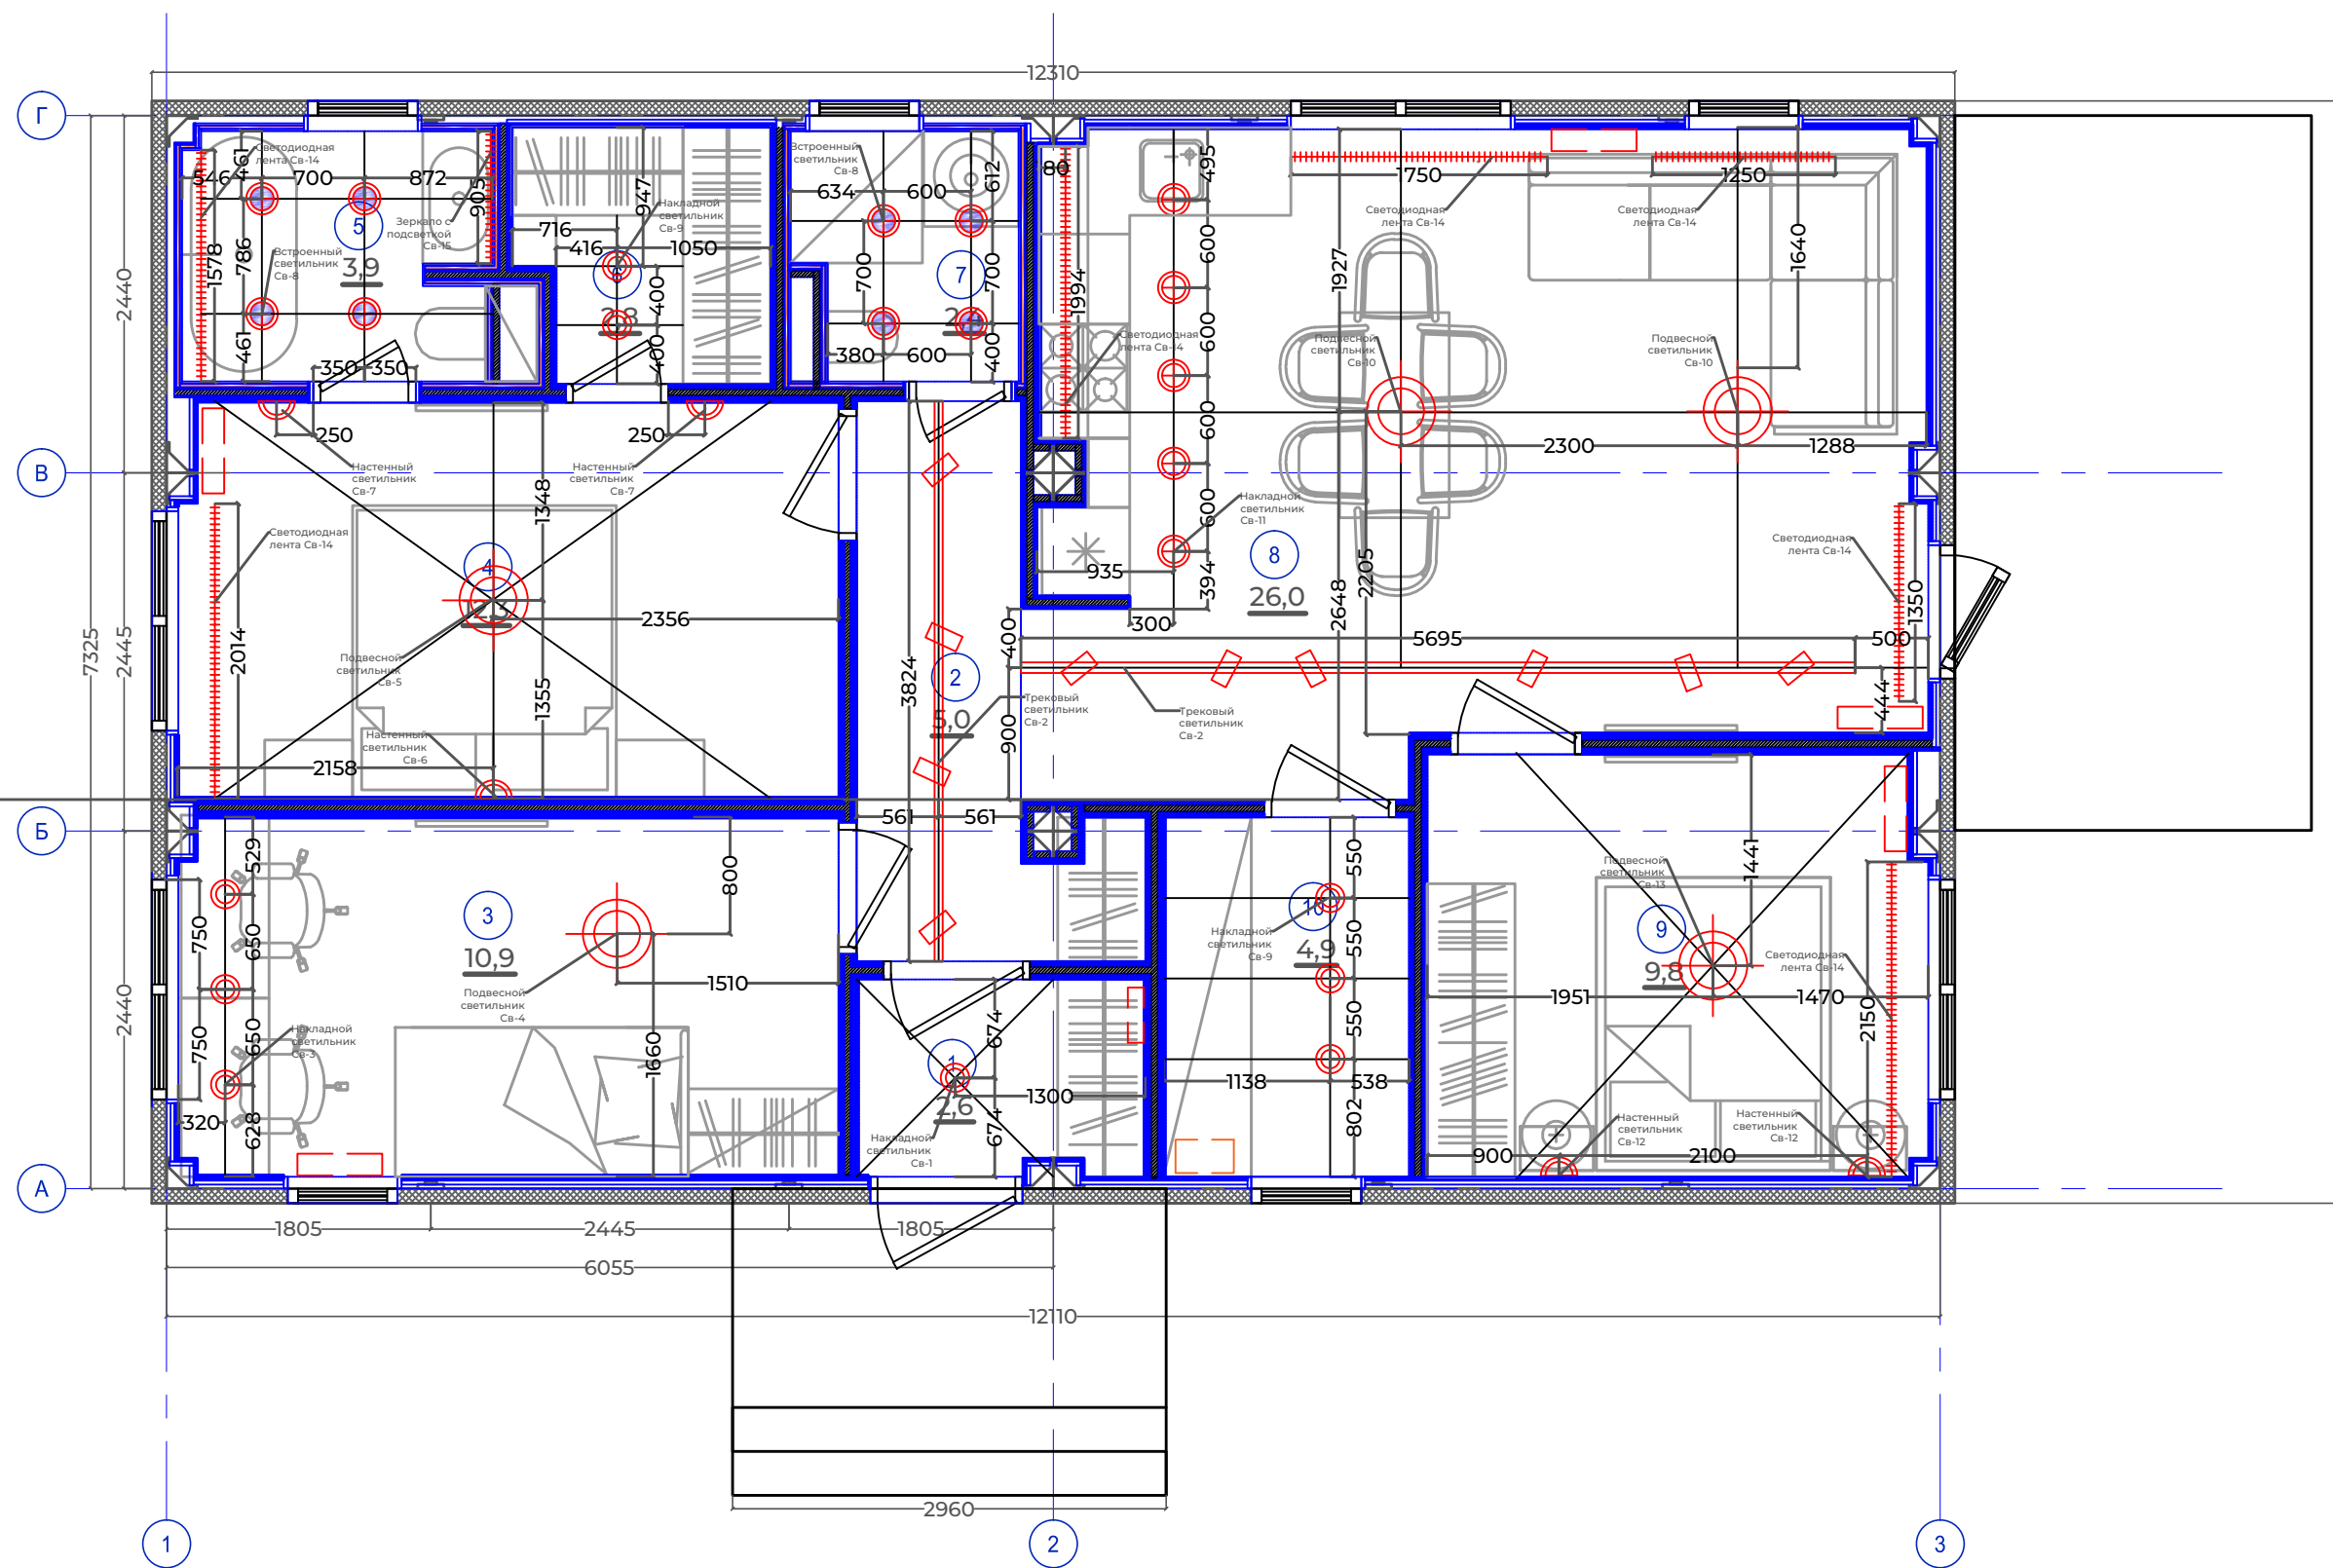 12310
Г
В
Б
А
1
2
3
7325
2440
2445
2440
1805
2445
1805
6055
12110
2960
Светодиодная
лента Св-14
546
700
872
461
786
461
1578
905
350
350
5
3,9
Зеркало с
подсветкой
Св-15
Встроенный
светильник
Св-8
947
716
416
1050
400
400
6
Накладной
светильник
Св-9
Встроенный
светильник
Св-8
634
600
612
700
700
380
600
400
7
80
495
600
600
600
600
394
1994
935
300
Светодиодная
лента Св-14
Накладной
светильник
Св-11
1750
1250
Светодиодная
лента Св-14
Светодиодная
лента Св-14
1927
1640
Подвесной
светильник
Св-10
Подвесной
светильник
Св-10
2300
1288
8
26,0
2648
2205
5695
500
444
1350
Светодиодная
лента Св-14
Трековый
светильник
Св-2
250
250
Настенный
светильник
Св-7
Настенный
светильник
Св-7
Светодиодная
лента Св-14
1348
1355
4
2356
2014
2158
Подвесной
светильник
Св-5
Настенный
светильник
Св-6
3824
2
5,0
400
900
Трековый
светильник
Св-2
561
561
529
650
650
628
750
750
320
3
10,9
800
1510
1660
Подвесной
светильник
Св-4
Накладной
светильник
Св-3
1
2,6
674
674
1300
Накладной
светильник
Св-1
10
4,9
550
550
550
802
1138
538
Накладной
светильник
Св-9
9
9,8
1441
1951
1470
2150
900
2100
Подвесной
светильник
Св-13
Светодиодная
лента Св-14
Настенный
светильник
Св-12
Настенный
светильник
Св-12